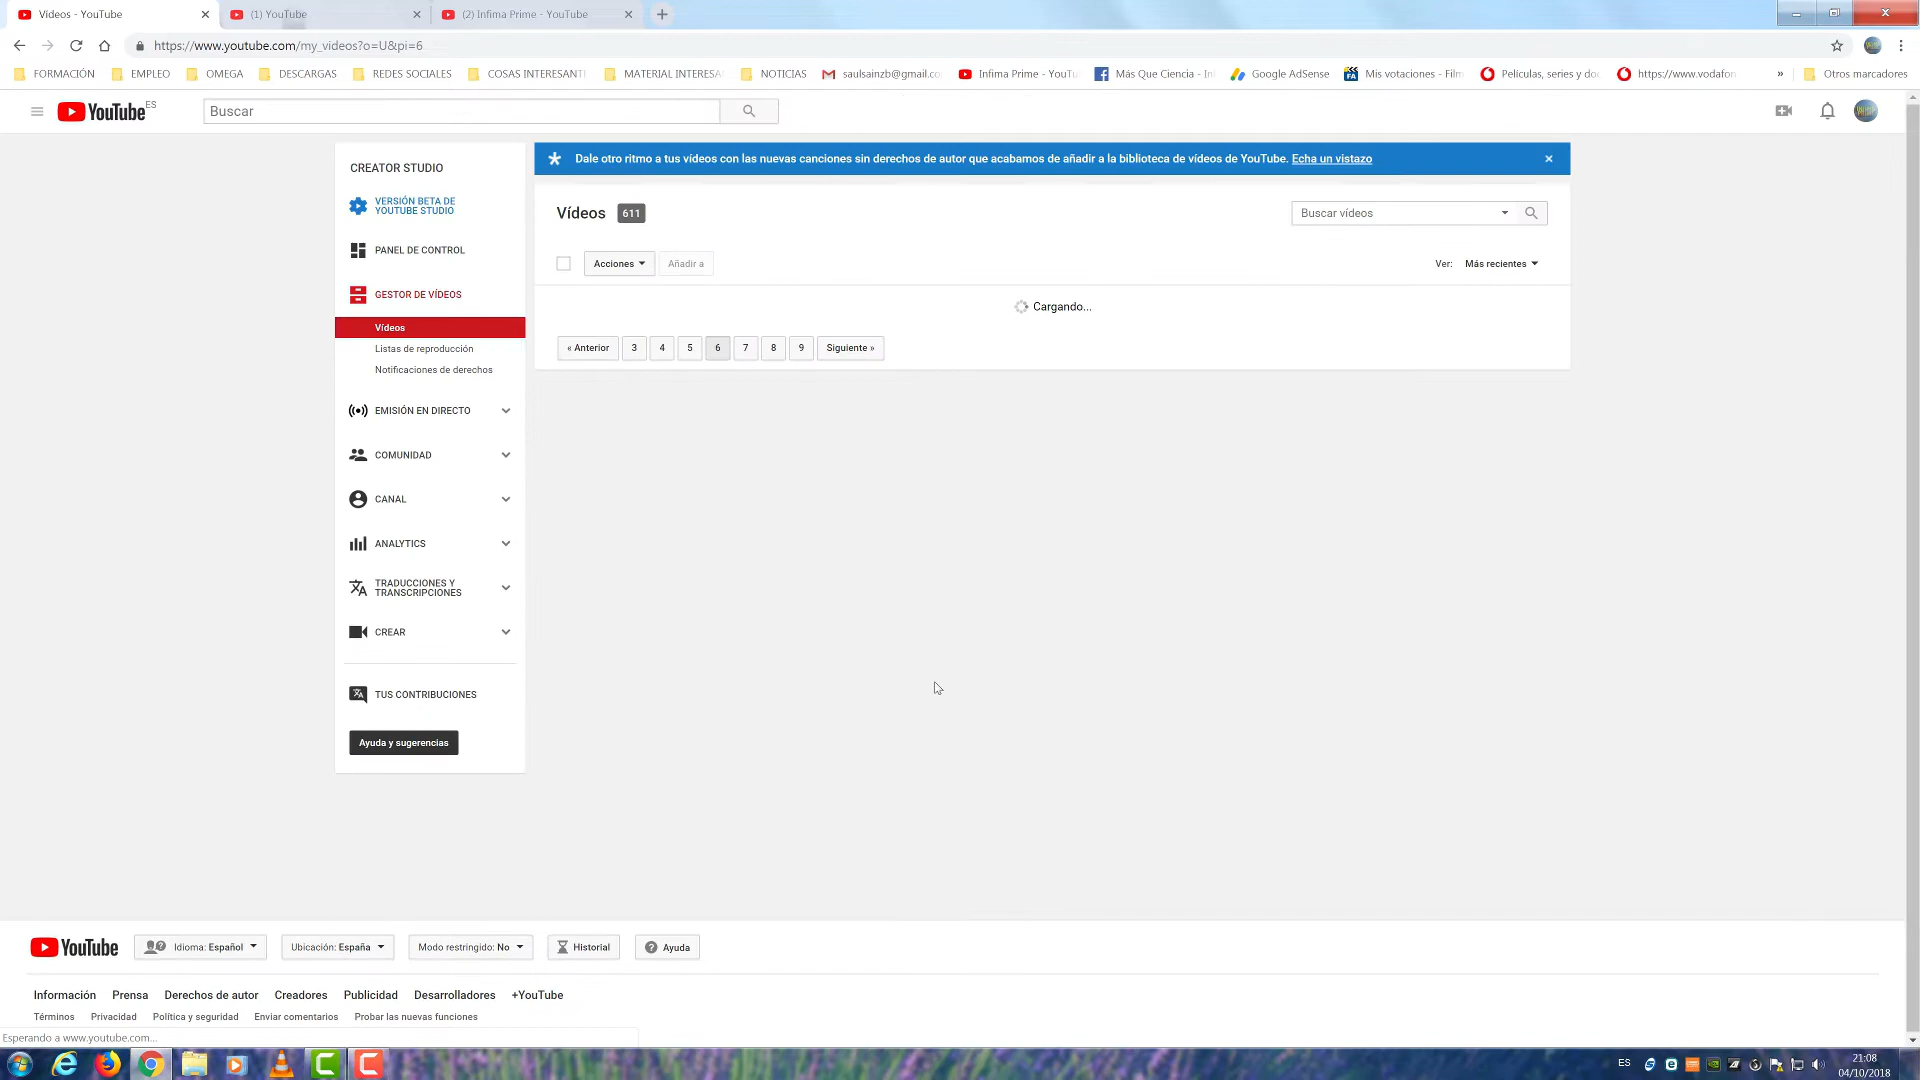 Vídeos - YouTube
(1) YouTube
(2) Infima Prime - YouTube
https://www.youtube.com/my_videos?o=U&pi=6
FORMACIÓN
EMPLEO
OMEGA
DESCARGAS
REDES SOCIALES
COSAS INTERESANT
MATERIAL INTERESA
NOTICIAS
saulsainzb@gmail.co
Infima Prime - YouTu
Más Que Ciencia - In
Google AdSense
Mis votaciones - Film
Películas, series y do
https://www.vodafon
»
Otros marcadores
YouTube ES
Buscar
CREATOR STUDIO
VERSIÓN BETA DE
YOUTUBE STUDIO
PANEL DE CONTROL
GESTOR DE VÍDEOS
Vídeos
Listas de reproducción
Notificaciones de derechos
EMISIÓN EN DIRECTO
COMUNIDAD
CANAL
ANALYTICS
TRADUCCIONES Y
TRANSCRIPCIONES
CREAR
TUS CONTRIBUCIONES
Ayuda y sugerencias
Dale otro ritmo a tus vídeos con las nuevas canciones sin derechos de autor que acabamos de añadir a la biblioteca de vídeos de YouTube. Echa un vistazo
Vídeos 611
Buscar vídeos
Acciones
Añadir a
Ver: Más recientes
Cargando...
« Anterior 3 4 5 6 7 8 9 Siguiente »
YouTube
Idioma: Español
Ubicación: España
Modo restringido: No
Historial
Ayuda
Información Prensa Derechos de autor Creadores Publicidad Desarrolladores +YouTube
Términos Privacidad Política y seguridad Enviar comentarios Probar las nuevas funciones
Esperando a www.youtube.com...
ES
21:08
04/10/2018